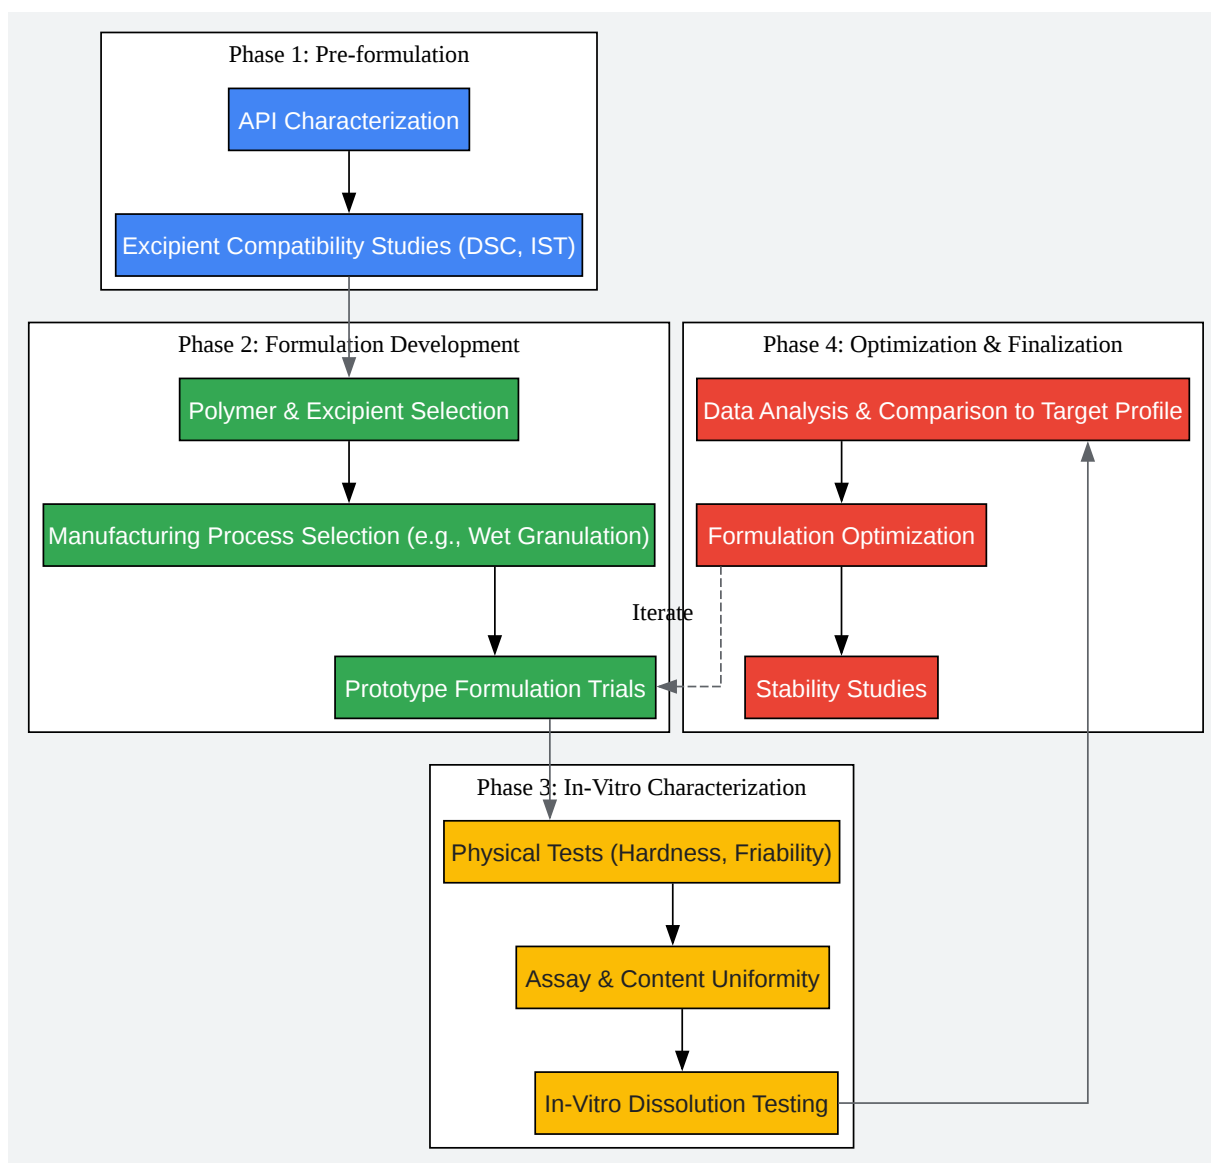 Phase 1: Pre-formulation
API Characterization
Excipient Compatibility Studies (DSC, IST)
Phase 2: Formulation Development
Polymer & Excipient Selection
Manufacturing Process Selection (e.g., Wet Granulation)
Prototype Formulation Trials
Iterate
Phase 4: Optimization & Finalization
Data Analysis & Comparison to Target Profile
Formulation Optimization
Stability Studies
Phase 3: In-Vitro Characterization
Physical Tests (Hardness, Friability)
Assay & Content Uniformity
In-Vitro Dissolution Testing